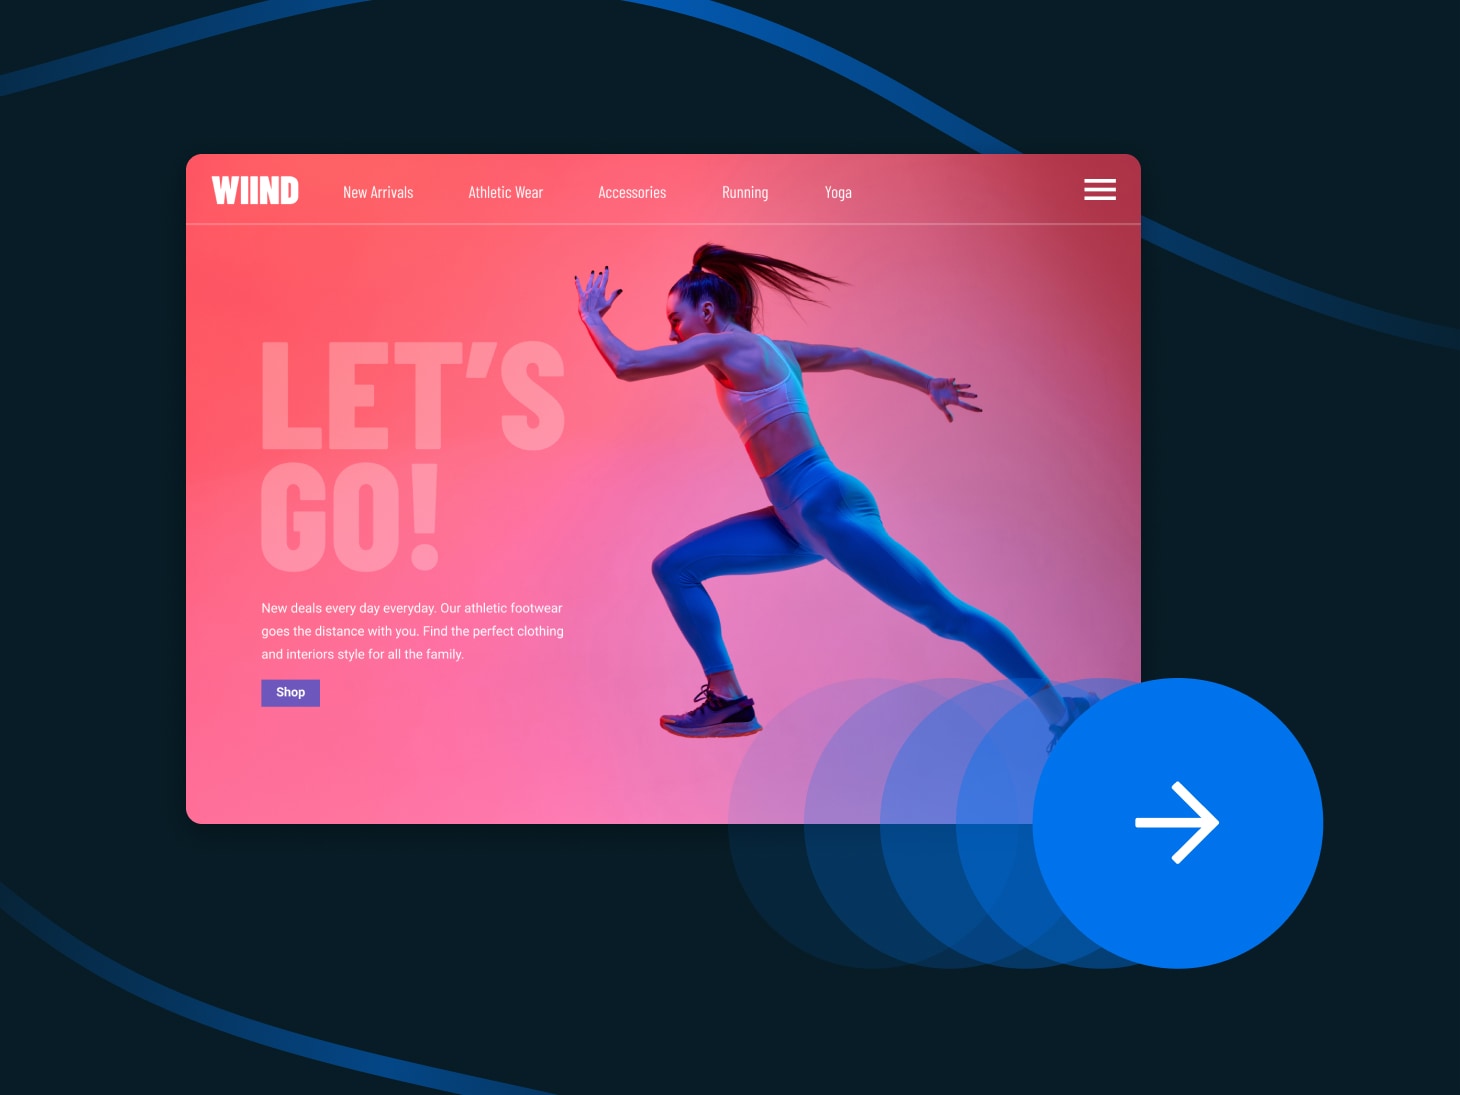 WIIND
New Arrivals
Athletic Wear
Accessories
Running
Yoga
LET'S
GO!
New deals every day everyday. Our athletic footwear
goes the distance with you. Find the perfect clothing
and interiors style for all the family.
Shop